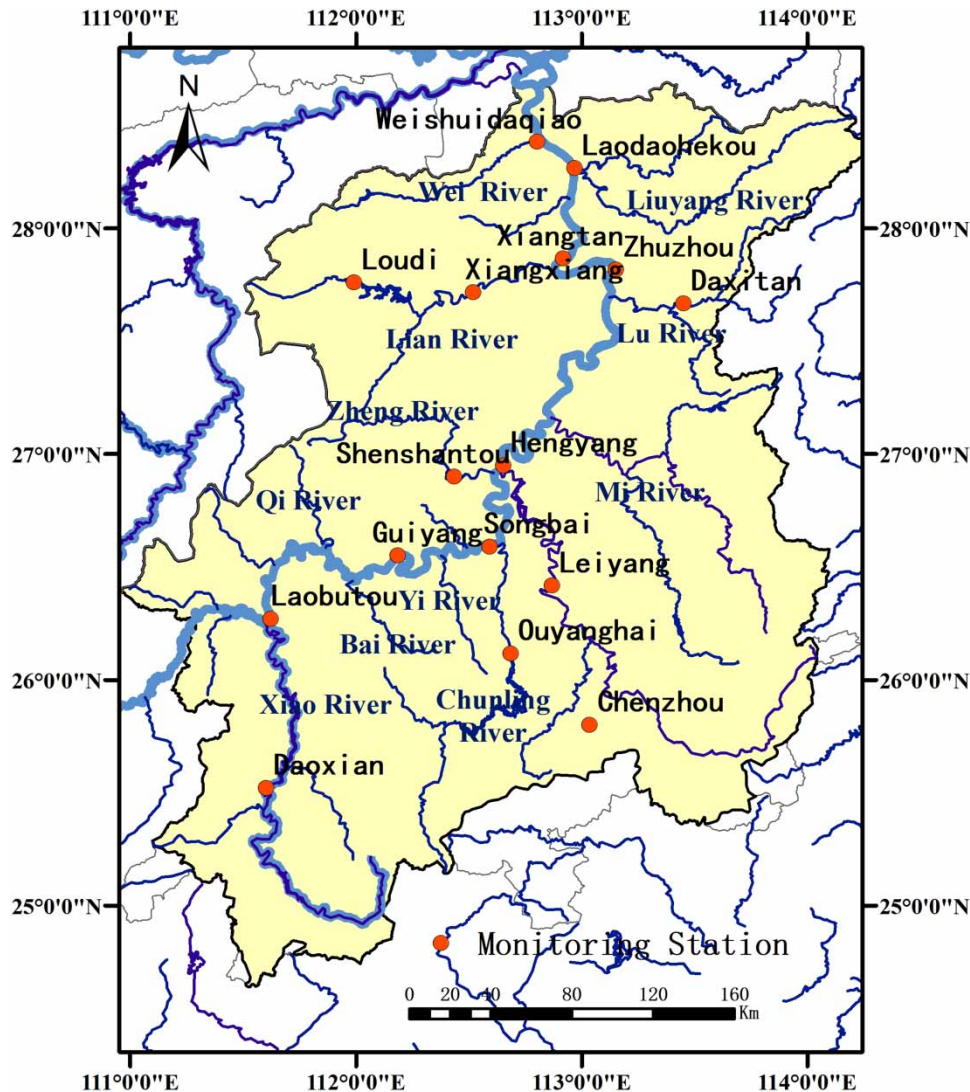 111°0'0"E 112°0'0"E 113°0'0"E 114°0'0"E
N
Weishuidaqiao
Laodaohekou
Wei River
Liuyang River
28°0'0"N 28°0'0"N
Xiangtan
Zhuzhou
Loudi
Xiangxiang
Daxitan
Lian River
Lu River
Zheng River
27°0'0"N 27°0'0"N
Hengyang
Shenshantou
Qi River
Mi River
Guiyang
Songbai
Leiyang
Laobutou
Yi River
Ouyanghai
Bai River
26°0'0"N 26°0'0"N
Xiao River
Chunling
River
Chenzhou
Daoxian
25°0'0"N 25°0'0"N
Monitoring Station
0 20 40 80 120 160
Km
111°0'0"E 112°0'0"E 113°0'0"E 114°0'0"E